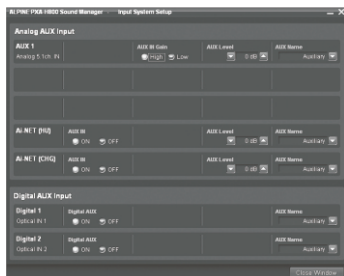 ALPINE PXA-H800 Sound Manager - Input System Setup
Analog AUX Input
AUX 1 AUX IN Gain AUX Level AUX Name
Analog 5.1ch. IN High Low 0 dB Auxiliary
Ai-NET (HU) AUX IN AUX Level AUX Name
ON OFF 0 dB Auxiliary
Ai-NET (CHG) AUX IN AUX Level AUX Name
ON OFF 0 dB Auxiliary
Digital AUX Input
Digital 1 Digital AUX AUX Name
Optical IN 1 ON OFF Auxiliary
Digital 2 Digital AUX AUX Name
Optical IN 2 ON OFF Auxiliary
Close Window